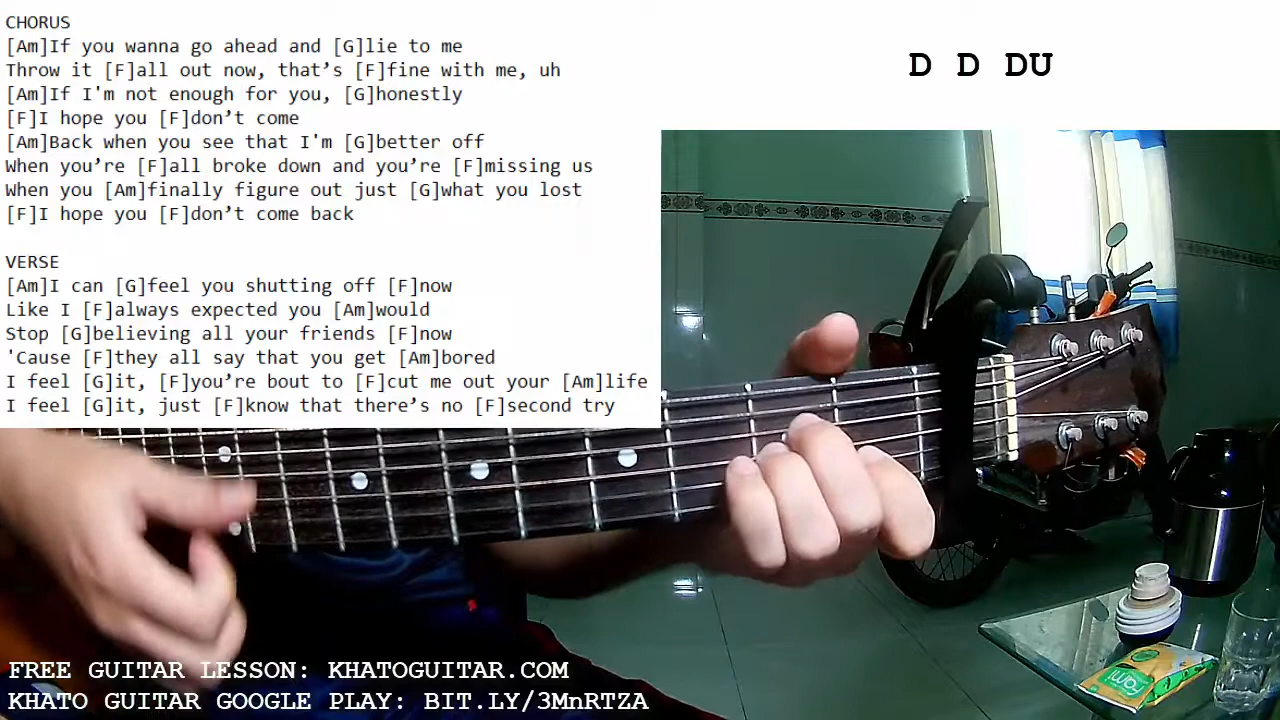 CHORUS
[Am]If you wanna go ahead and [G]lie to me
Throw it [F]all out now, that’s [F]fine with me, uh
[Am]If I'm not enough for you, [G]honestly
[F]I hope you [F]don’t come
[Am]Back when you see that I'm [G]better off
When you’re [F]all broke down and you’re [F]missing us
When you [Am]finally figure out just [G]what you lost
[F]I hope you [F]don’t come back
VERSE
[Am]I can [G]feel you shutting off [F]now
Like I [F]always expected you [Am]would
Stop [G]believing all your friends [F]now
'Cause [F]they all say that you get [Am]bored
I feel [G]it, [F]you’re bout to [F]cut me out your [Am]life
I feel [G]it, just [F]know that there’s no [F]second try
D D DU
Fami
FREE GUITAR LESSON: KHATOGUITAR.COM
KHATO GUITAR GOOGLE PLAY: BIT.LY/3MnRTZA